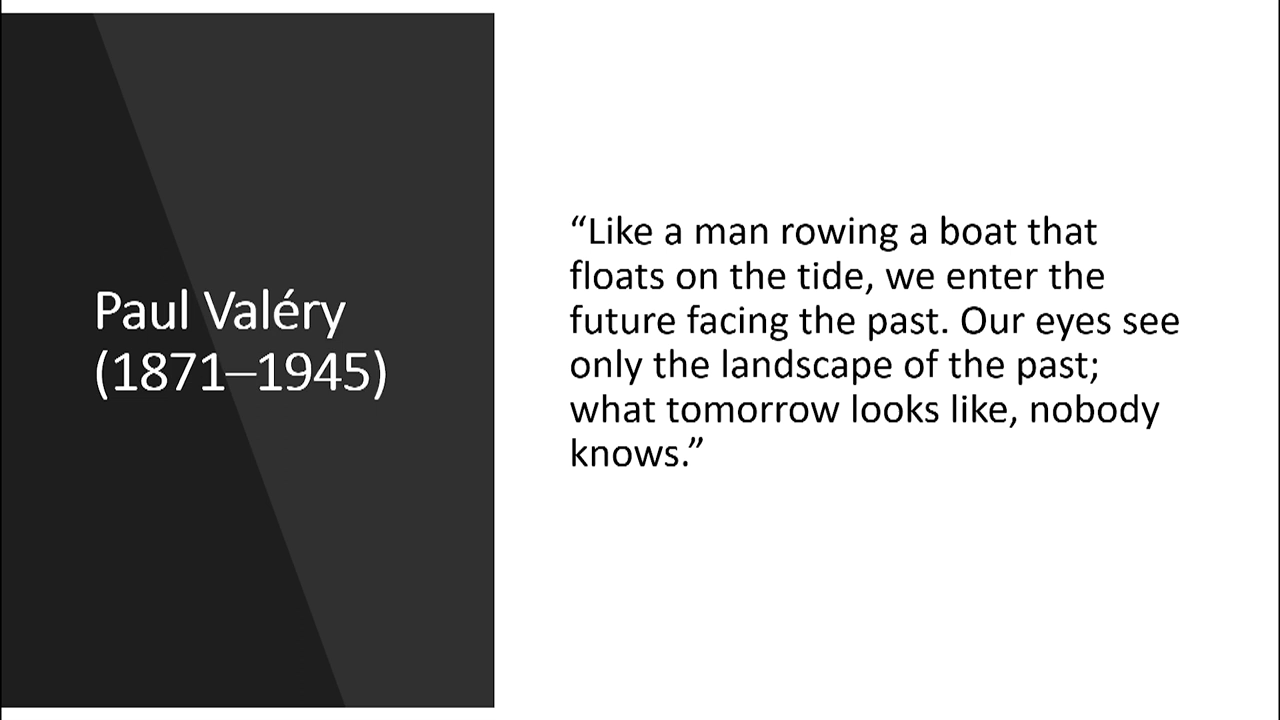 Paul Valéry
(1871–1945)
“Like a man rowing a boat that
floats on the tide, we enter the
future facing the past. Our eyes see
only the landscape of the past;
what tomorrow looks like, nobody
knows.”